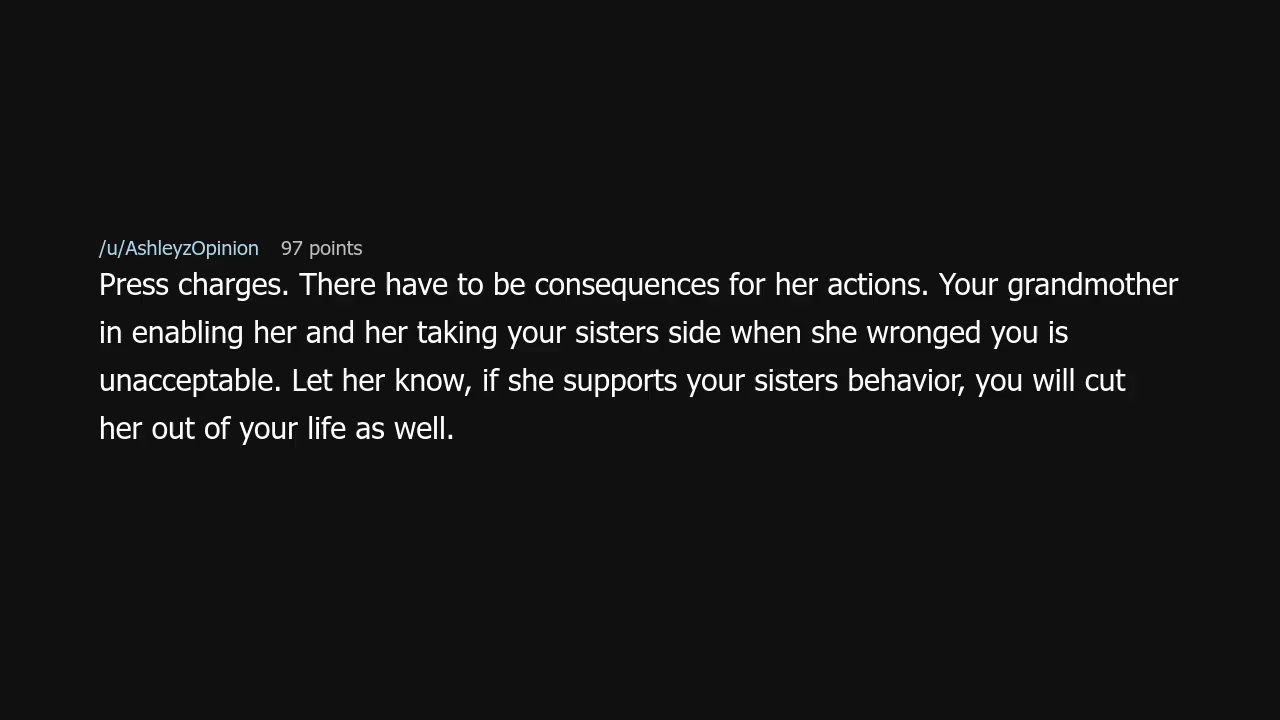 /u/AshleyzOpinion 97 points
Press charges. There have to be consequences for her actions. Your grandmother
in enabling her and her taking your sisters side when she wronged you is
unacceptable. Let her know, if she supports your sisters behavior, you will cut
her out of your life as well.